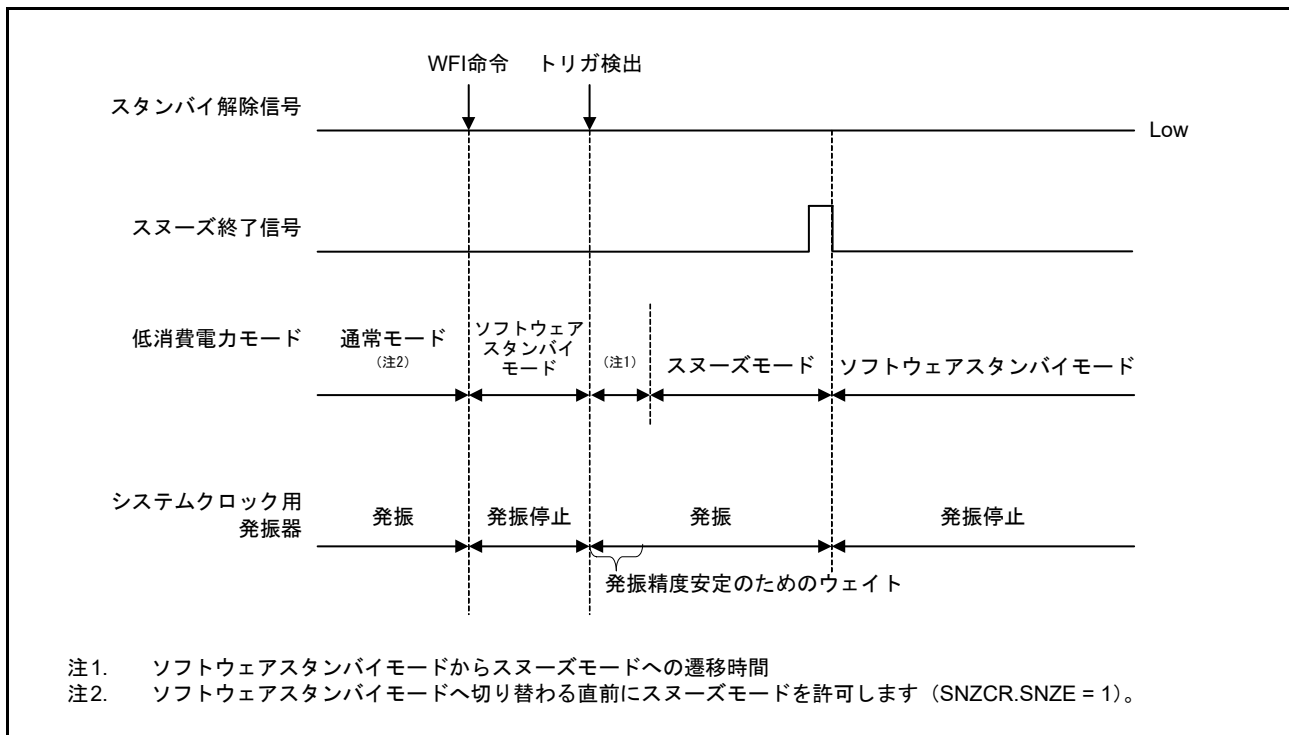 WFI命令 トリガ検出
スタンバイ解除信号
Low
スヌーズ終了信号
低消費電力モード
通常モード
（注2）
ソフトウェア
スタンバイ
モード
（注1）
スヌーズモード
ソフトウェアスタンバイモード
システムクロック用
発振器
発振
発振停止
発振
発振停止
発振精度安定のためのウェイト
注1. ソフトウェアスタンバイモードからスヌーズモードへの遷移時間
注2. ソフトウェアスタンバイモードへ切り替わる直前にスヌーズモードを許可します（SNZCR.SNZE = 1）。